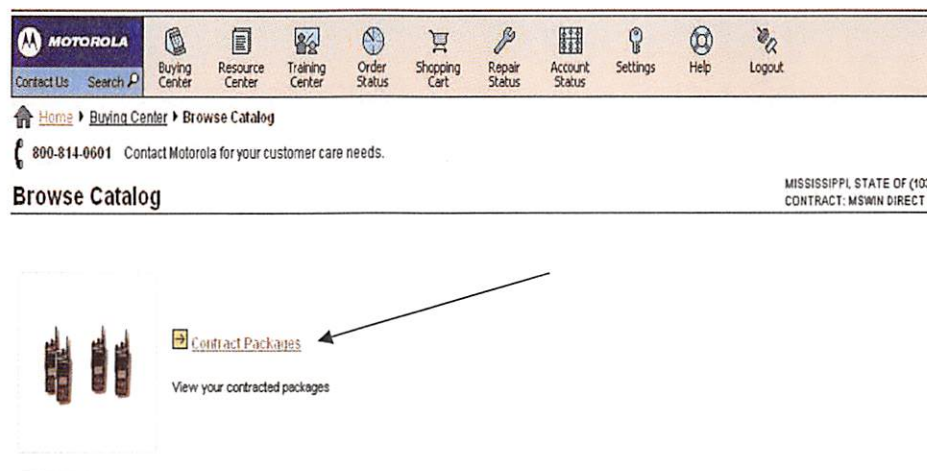 MOTOROLA
Contact Us Search
Buying Center
Resource Center
Training Center
Order Status
Shopping Cart
Repair Status
Account Status
Settings
Help
Logout
Home Buying Center Browse Catalog
800-814-0601 Contact Motorola for your customer care needs.
Browse Catalog
MISSISSIPPI, STATE OF (103
CONTRACT: MSWIN DIRECT
Contract Packages
View your contracted packages